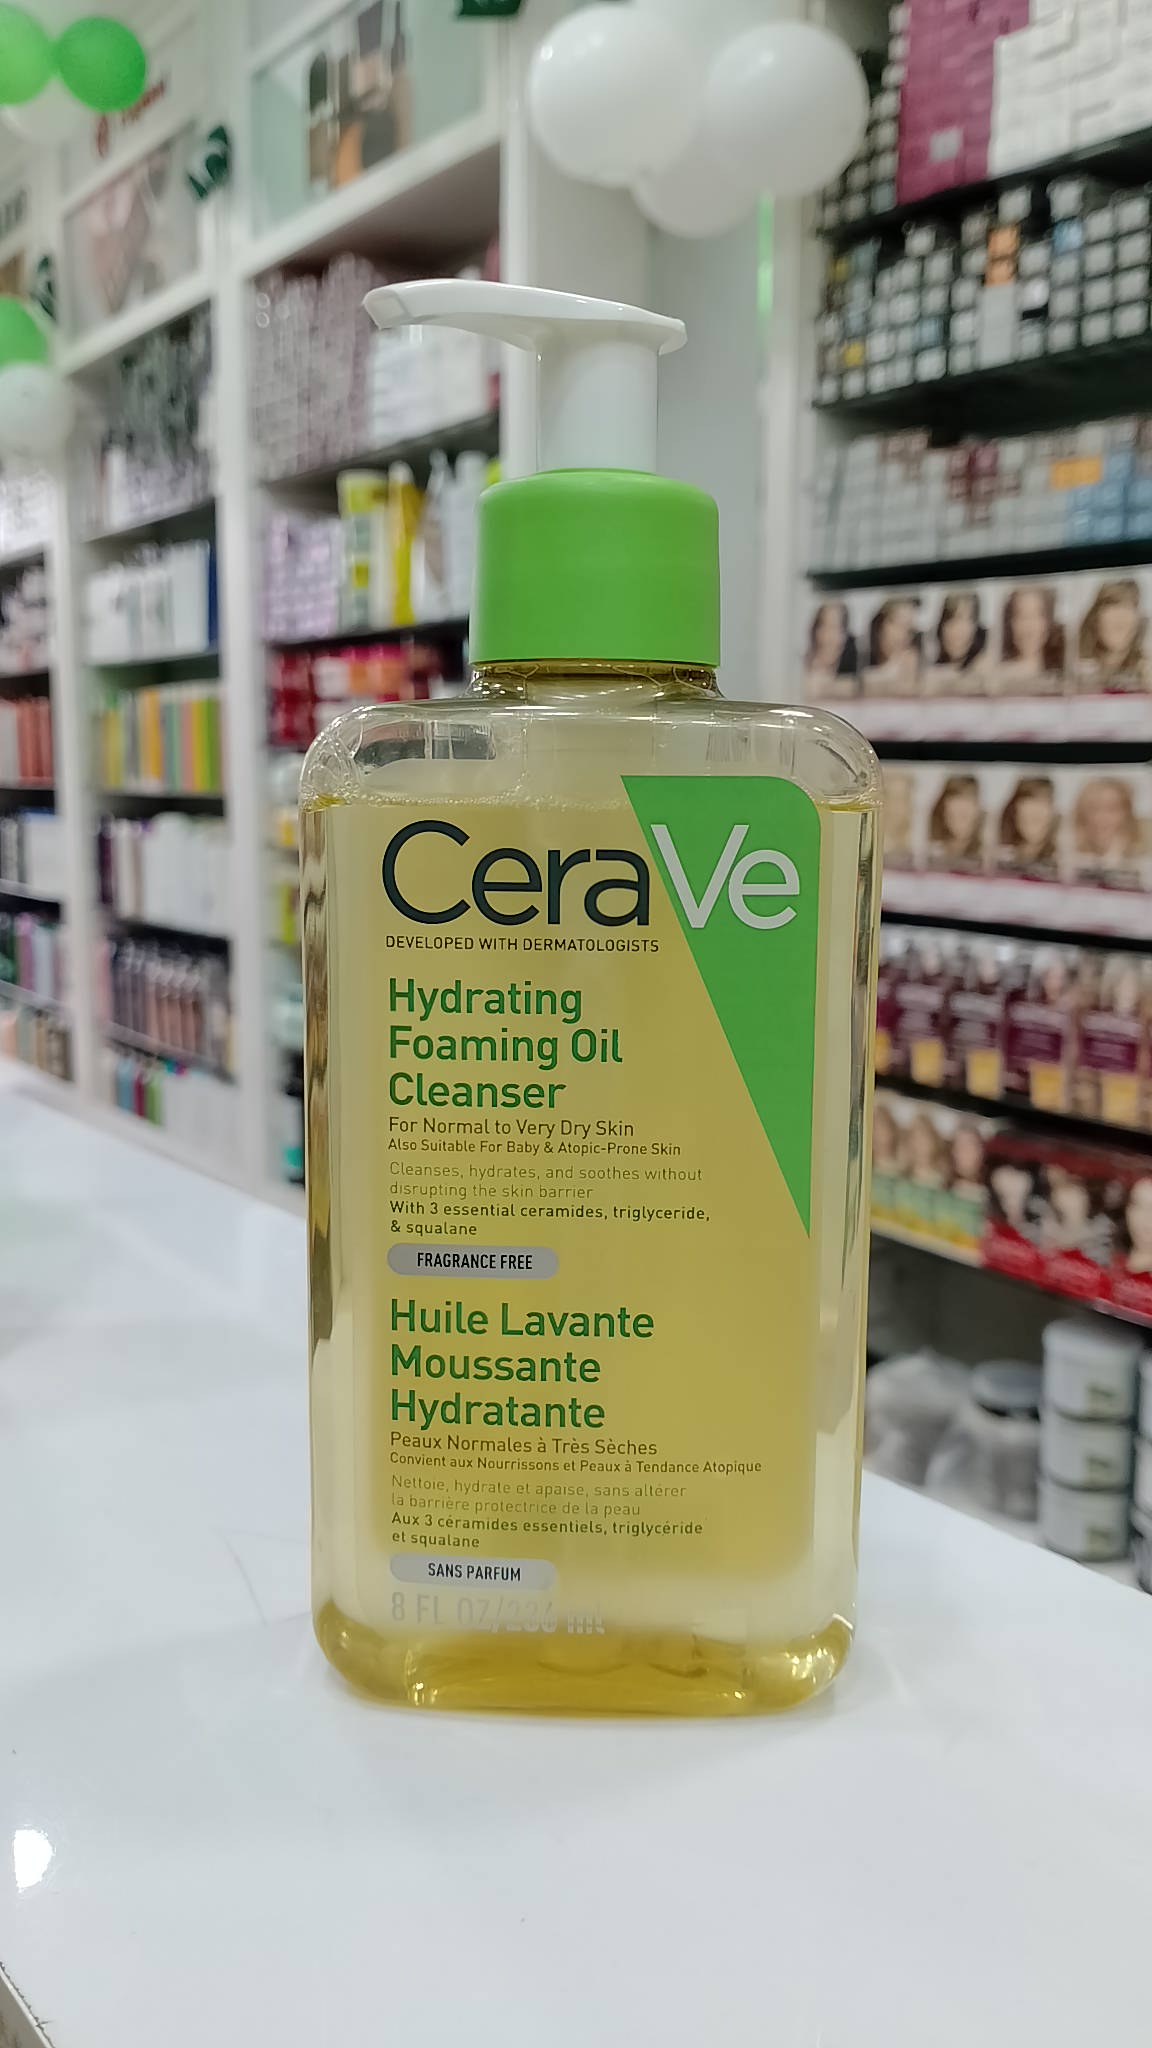 CeraVe
DEVELOPED WITH DERMATOLOGISTS
Hydrating
Foaming Oil
Cleanser
For Normal to Very Dry Skin
Also Suitable For Baby & Atopic-Prone Skin
Cleanses, hydrates, and soothes without
disrupting the skin barrier
With 3 essential ceramides, triglyceride,
& squalane
FRAGRANCE FREE
Huile Lavante
Moussante
Hydratante
Peaux Normales à Très Sèches
Convient aux Nourrissons et Peaux à Tendance Atopique
Nettoie, hydrate et apaise, sans altérer
la barrière protectrice de la peau
Aux 3 céramides essentiels, triglycéride
et squalane
SANS PARFUM
8 FL OZ/236 ml